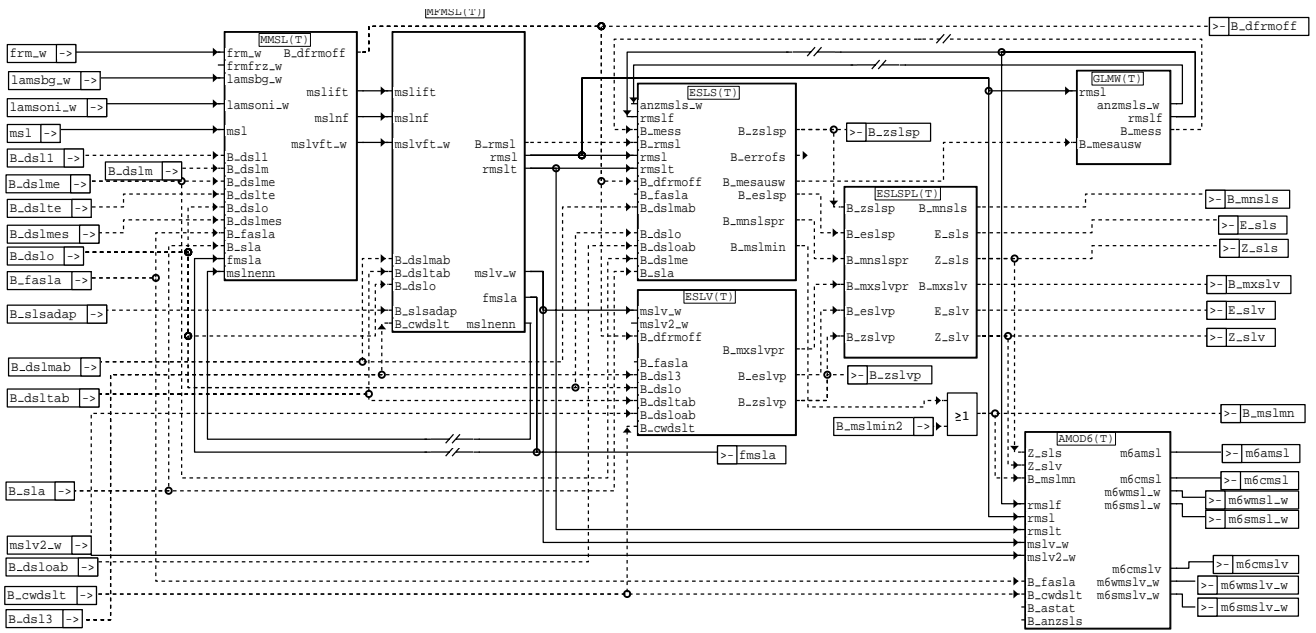 MFMSL(T)
>- B_dfrmoff
MMSL(T)
frm_w ->
lamsbg_w ->
lamsoni_w ->
msl ->
B_dsl1 ->
B_dslm ->
B_dslme ->
B_dslte ->
B_dslmes ->
B_dslo ->
B_fasla ->
B_slsadap ->
B_dslmab ->
B_dsltab ->
B_sla ->
mslv2_w ->
B_dsloab ->
B_cwdslt ->
B_dsl3 ->
frm_w
B_dfrmoff
frmfrz_w
lamsbg_w
mslift
lamsoni_w
mslnf
msl
mslvft_w
B_dsl1
B_dslm
B_dslme
B_dslte
B_dslo
B_dslmes
B_fasla
B_sla
fmsla
mslnenn
mslift
mslnf
mslvft_w
B_rmsl
rmsl
rmslt
B_dslmab
B_dsltab
mslv_w
B_dslo
fmsla
B_slsadap
B_cwdslt mslnenn
ESLS(T)
anzmsls_w
rmslf
B_mess
B_zslsp
B_rmsl
rmsl
B_errofs
rmslt
B_dfrmoff
B_mesausw
B_fasla
B_eslsp
B_dslmab
B_mnslspr
B_dslo
B_dsloab
B_mslmin
B_dslme
B_sla
>- B_zslsp
GLMW(T)
rmsl
anzmsls_w
rmslf
B_mess
B_mesausw
ESLV(T)
mslv_w
mslv2_w
B_dfrmoff
B_mxslvpr
B_fasla
B_dsl3
B_eslvp
B_dslo
B_dsltab
B_zslvp
B_dsloab
B_cwdslt
ESLSPL(T)
B_zslsp B_mnsls
B_eslsp E_sls
B_mnslspr Z_sls
B_mxslvpr B_mxslv
B_eslvp E_slv
B_zslvp Z_slv
>- B_mnsls
>- E_sls
>- Z_sls
>- B_mxslv
>- E_slv
>- Z_slv
>- B_zslvp
B_mslmin2 ->
≥1
>- B_mslmn
>- fmsla
AMOD6(T)
Z_sls m6amsl
Z_slv
B_mslmn m6cmsl
m6wmsl_w
rmslf m6smsl_w
rmsl
rmslt
mslv_w
mslv2_w
m6cmslv
B_fasla m6wmslv_w
B_cwdslt m6smslv_w
B_astat
B_anzsls
>- m6amsl
>- m6cmsl
>- m6wmsl_w
>- m6smsl_w
>- m6cmslv
>- m6wmslv_w
>- m6smslv_w